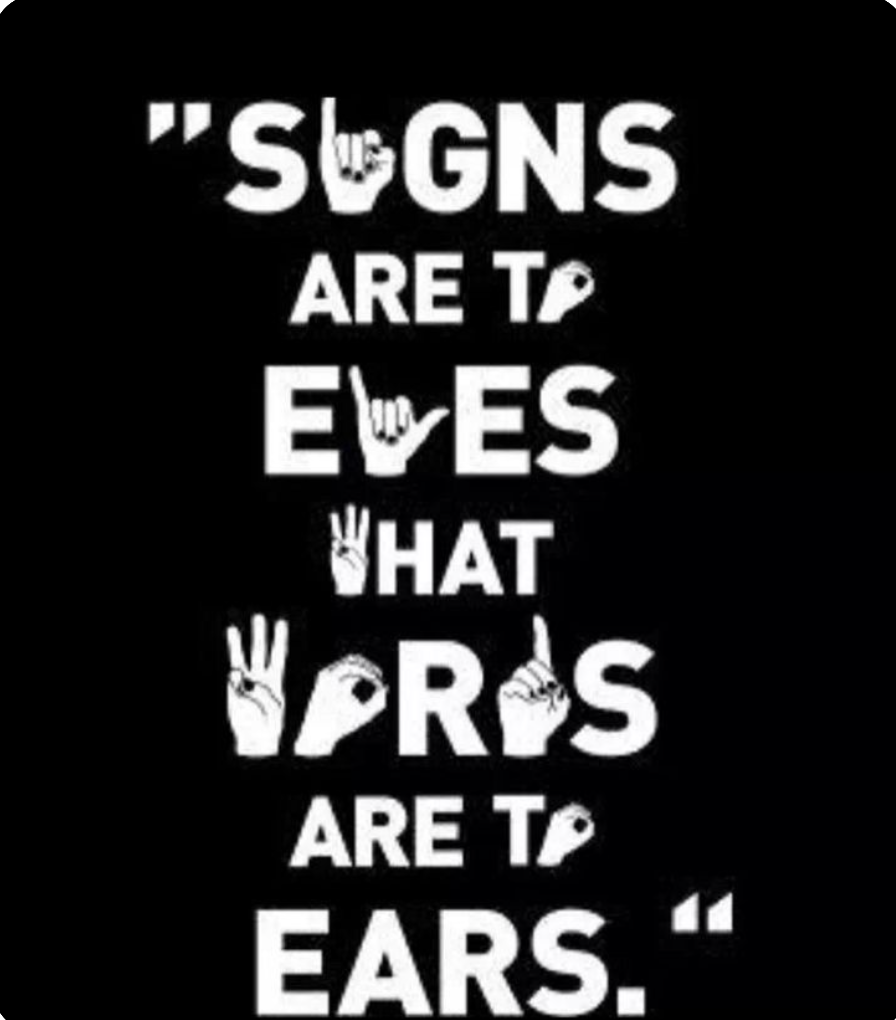 "SIGNS
ARE TO
EYES
WHAT
WORDS
ARE TO
EARS."